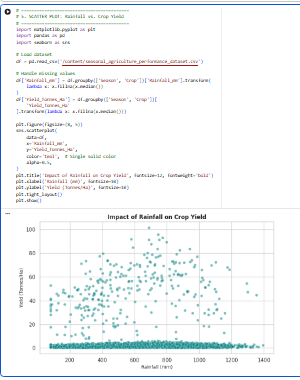 # ==================================
# 5. SCATTER PLOT: Rainfall vs. Crop Yield
# ==================================
import matplotlib.pyplot as plt
import pandas as pd
import seaborn as sns
# Load dataset
df = pd.read_csv('/content/seasonal_agriculture_performance_dataset.csv')
# Handle missing values
df['Rainfall_mm'] = df.groupby(['Season', 'Crop'])['Rainfall_mm'].transform(
lambda x: x.fillna(x.median())
)
df['Yield_Tonnes_Ha'] = df.groupby(['Season', 'Crop'])[
'Yield_Tonnes_Ha'
].transform(lambda x: x.fillna(x.median()))
plt.figure(figsize=(8, 5))
sns.scatterplot(
data=df,
x='Rainfall_mm',
y='Yield_Tonnes_Ha',
color='teal', # Single solid color
alpha=0.5,
)
plt.title('Impact of Rainfall on Crop Yield', fontsize=12, fontweight='bold')
plt.xlabel('Rainfall (mm)', fontsize=10)
plt.ylabel('Yield (Tonnes/Ha)', fontsize=10)
plt.tight_layout()
plt.show()
Impact of Rainfall on Crop Yield
100
80
60
40
20
0
Yield (Tonnes/Ha)
200 400 600 800 1000 1200 1400
Rainfall (mm)